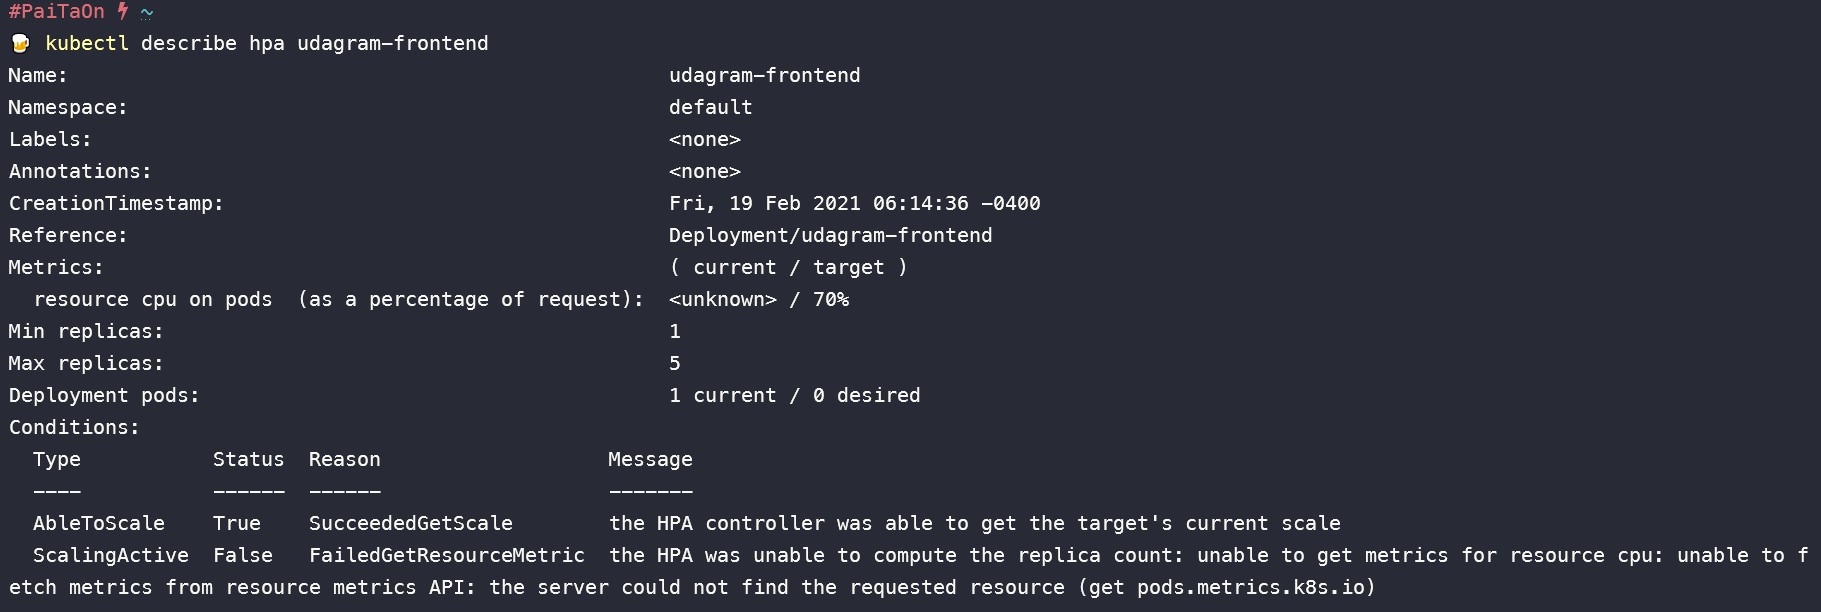 #PaiTaOn ⚡ ~
🍺 kubectl describe hpa udagram-frontend
Name:                                                  udagram-frontend
Namespace:                                             default
Labels:                                                <none>
Annotations:                                           <none>
CreationTimestamp:                                     Fri, 19 Feb 2021 06:14:36 -0400
Reference:                                             Deployment/udagram-frontend
Metrics:                                               ( current / target )
  resource cpu on pods  (as a percentage of request):  <unknown> / 70%
Min replicas:                                          1
Max replicas:                                          5
Deployment pods:                                       1 current / 0 desired
Conditions:
  Type           Status  Reason                   Message
  ----           ------  ------                   -------
  AbleToScale    True    SucceededGetScale        the HPA controller was able to get the target's current scale
  ScalingActive  False   FailedGetResourceMetric  the HPA was unable to compute the replica count: unable to get metrics for resource cpu: unable to f
etch metrics from resource metrics API: the server could not find the requested resource (get pods.metrics.k8s.io)